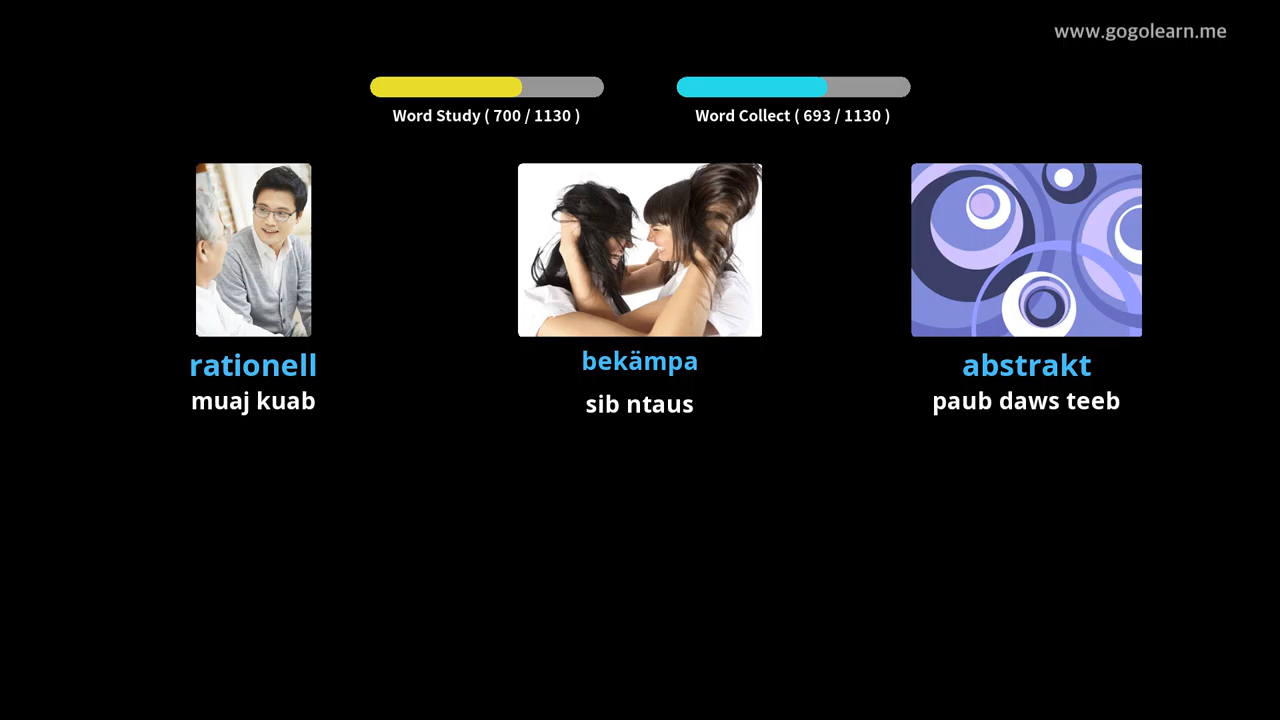 www.gogolearn.me
Word Study ( 700 / 1130 )
Word Collect ( 693 / 1130 )
rationell
muaj kuab
bekämpa
sib ntaus
abstrakt
paub daws teeb